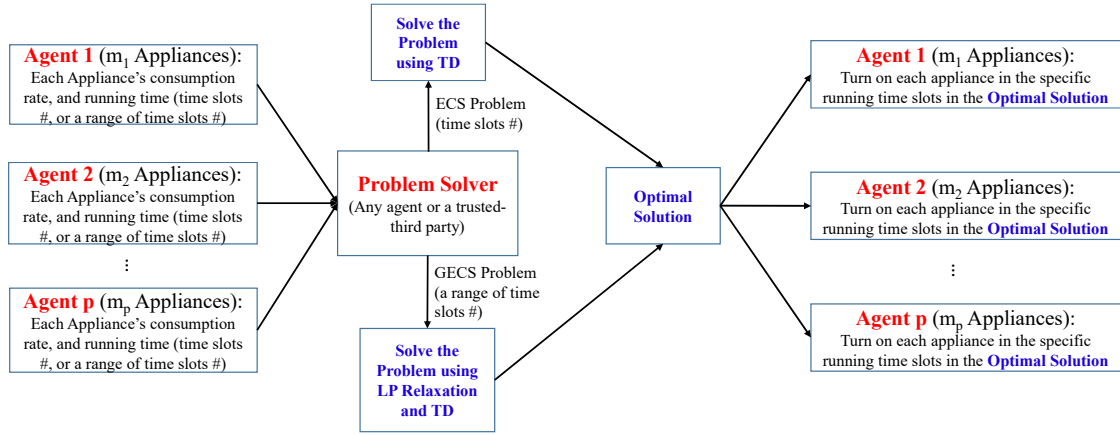 Agent 1 (m1 Appliances):
Each Appliance's consumption
rate, and running time (time slots
#, or a range of time slots #)
Agent 2 (m2 Appliances):
Each Appliance's consumption
rate, and running time (time slots
#, or a range of time slots #)
...
Agent p (mp Appliances):
Each Appliance's consumption
rate, and running time (time slots
#, or a range of time slots #)
Solve the
Problem
using TD
ECS Problem
(time slots #)
Problem Solver
(Any agent or a trusted-
third party)
GECS Problem
(a range of time
slots #)
Solve the
Problem using
LP Relaxation
and TD
Optimal
Solution
Agent 1 (m1 Appliances):
Turn on each appliance in the specific
running time slots in the Optimal Solution
Agent 2 (m2 Appliances):
Turn on each appliance in the specific
running time slots in the Optimal Solution
...
Agent p (mp Appliances):
Turn on each appliance in the specific
running time slots in the Optimal Solution